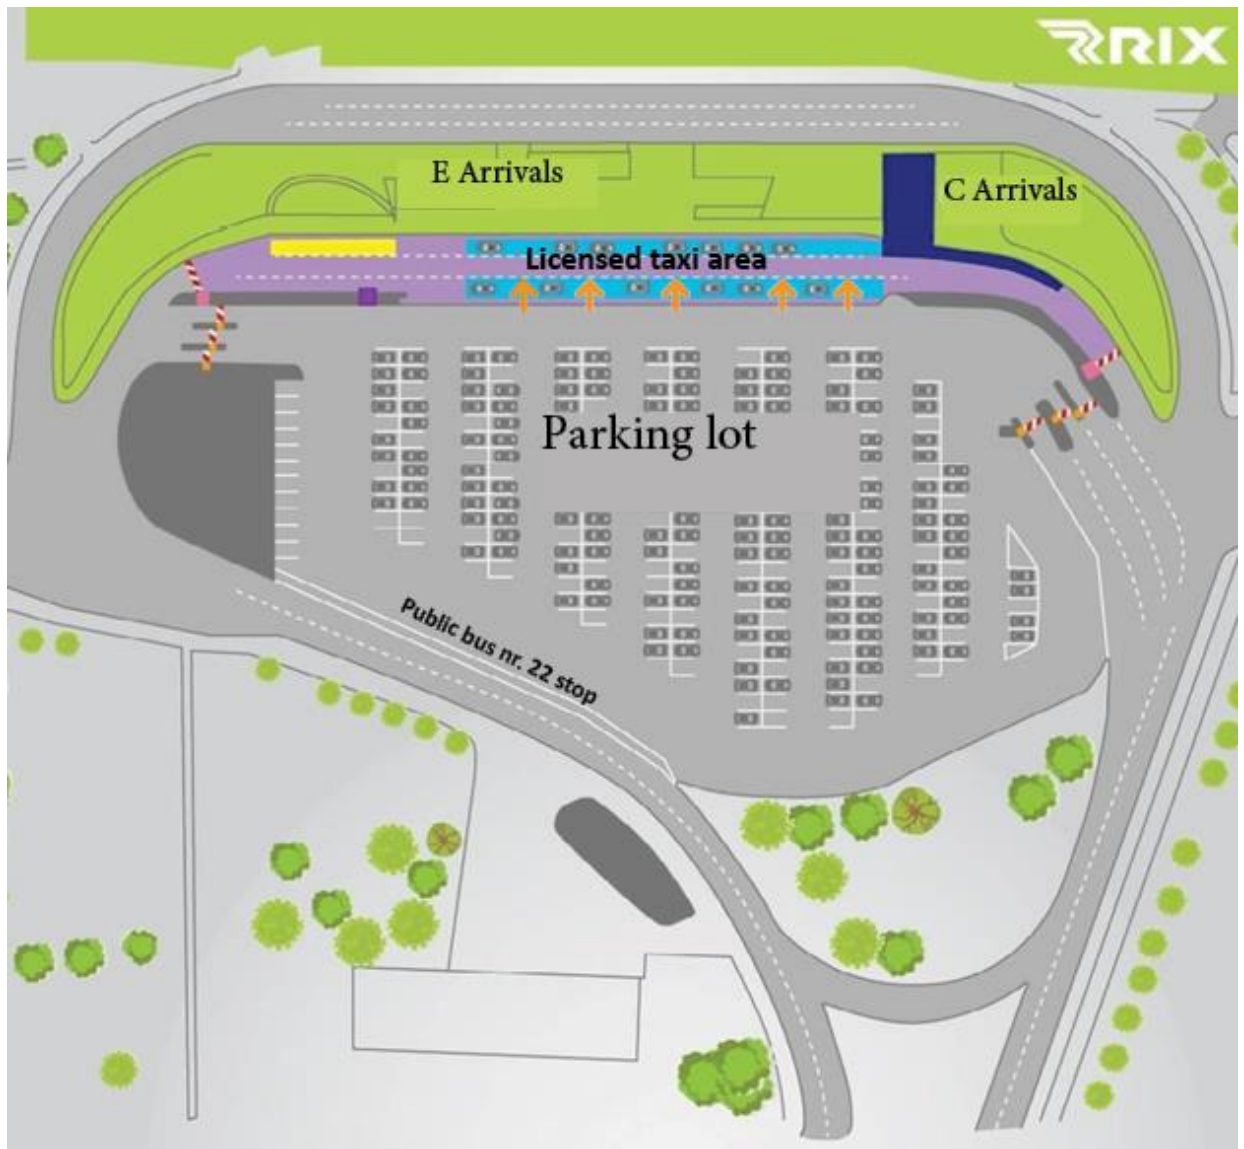 RIX
E Arrivals
C Arrivals
Licensed taxi area
Parking lot
Public bus nr. 22 stop